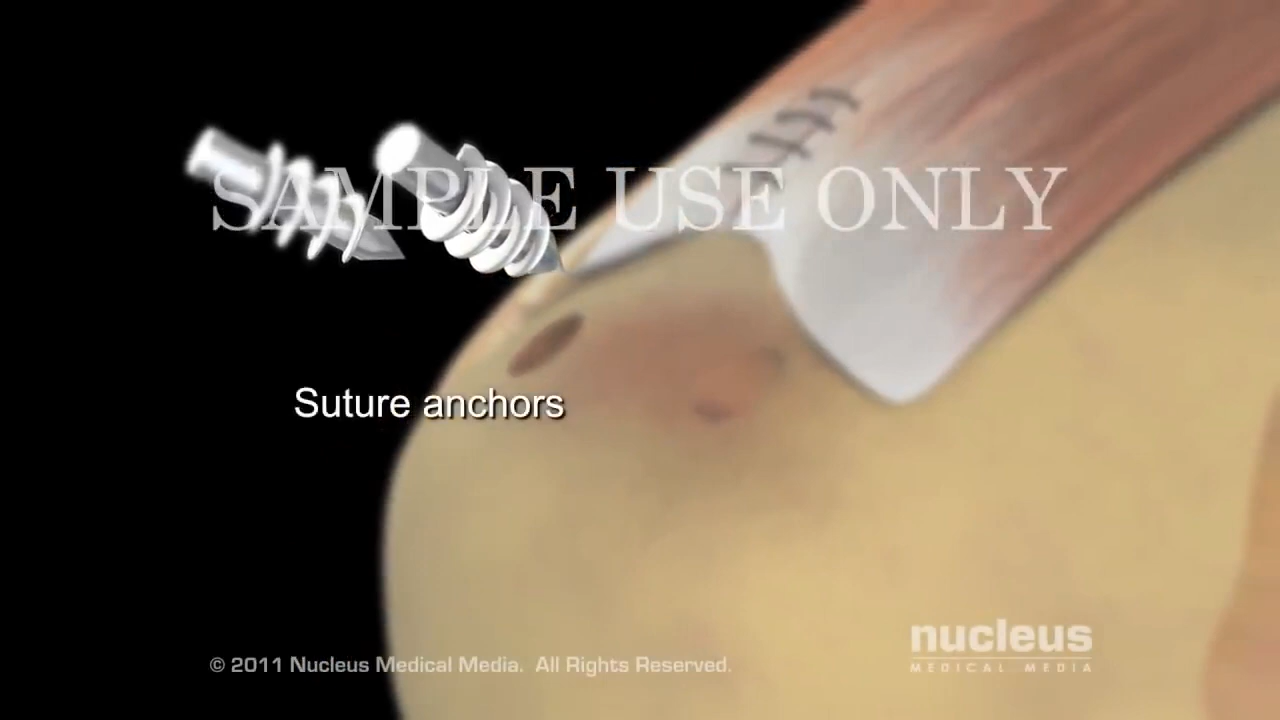 SAMPLE USE ONLY
Suture anchors
nucleus
MEDICAL MEDIA
© 2011 Nucleus Medical Media. All Rights Reserved.